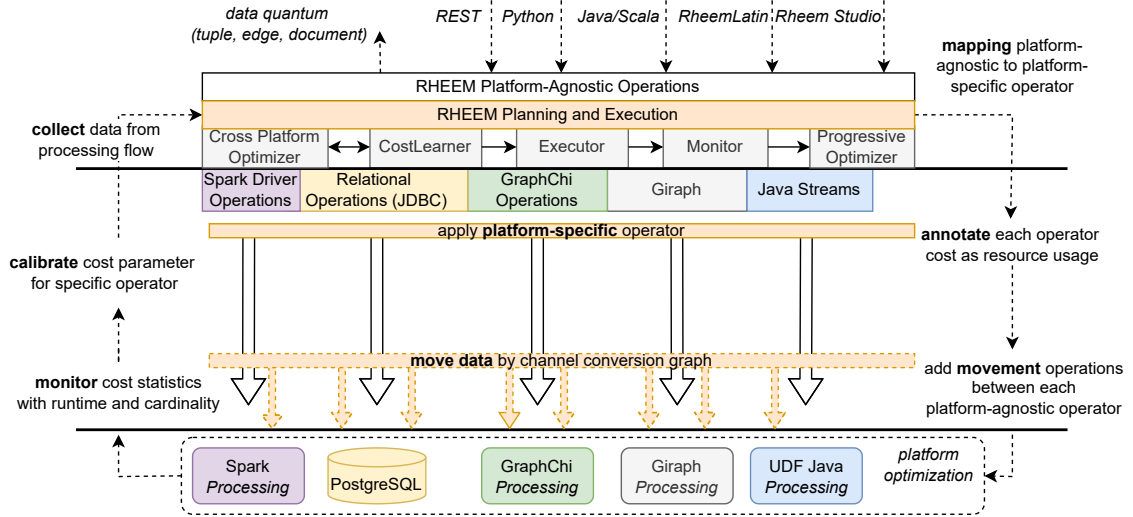 data quantum
(tuple, edge, document)
REST
Python
Java/Scala
RheemLatin
Rheem Studio
mapping platform-
agnostic to platform-
specific operator
RHEEM Platform-Agnostic Operations
RHEEM Planning and Execution
collect data from
processing flow
Cross Platform
Optimizer
CostLearner
Executor
Monitor
Progressive
Optimizer
Spark Driver
Operations
Relational
Operations (JDBC)
GraphChi
Operations
Giraph
Java Streams
apply platform-specific operator
annotate each operator
cost as resource usage
calibrate cost parameter
for specific operator
move data by channel conversion graph
monitor cost statistics
with runtime and cardinality
add movement operations
between each
platform-agnostic operator
Spark
Processing
PostgreSQL
GraphChi
Processing
Giraph
Processing
UDF Java
Processing
platform
optimization